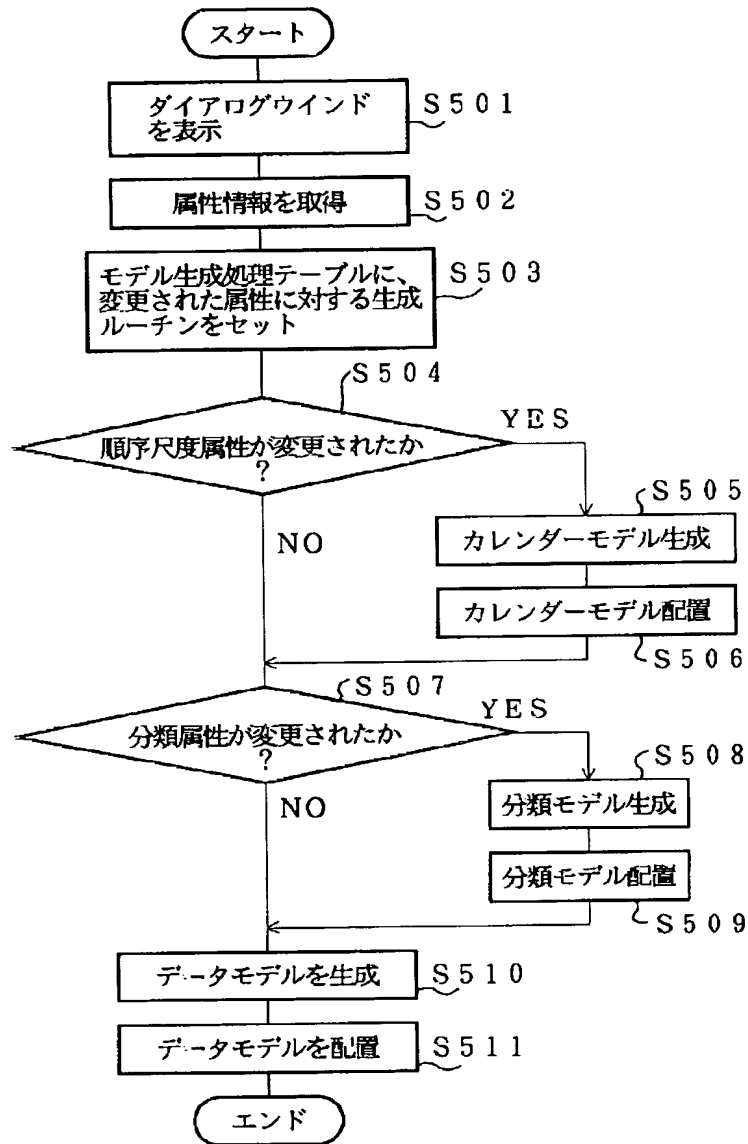 スタート
ダイアログウインド
を表示
S501
属性情報を取得
S502
モデル生成処理テーブルに、
変更された属性に対する生成
ルーチンをセット
S503
S504
順序尺度属性が変更されたか
?
YES
NO
S505
カレンダーモデル生成
カレンダーモデル配置
S506
S507
分類属性が変更されたか
?
YES
NO
S508
分類モデル生成
分類モデル配置
S509
データモデルを生成
S510
データモデルを配置
S511
エンド